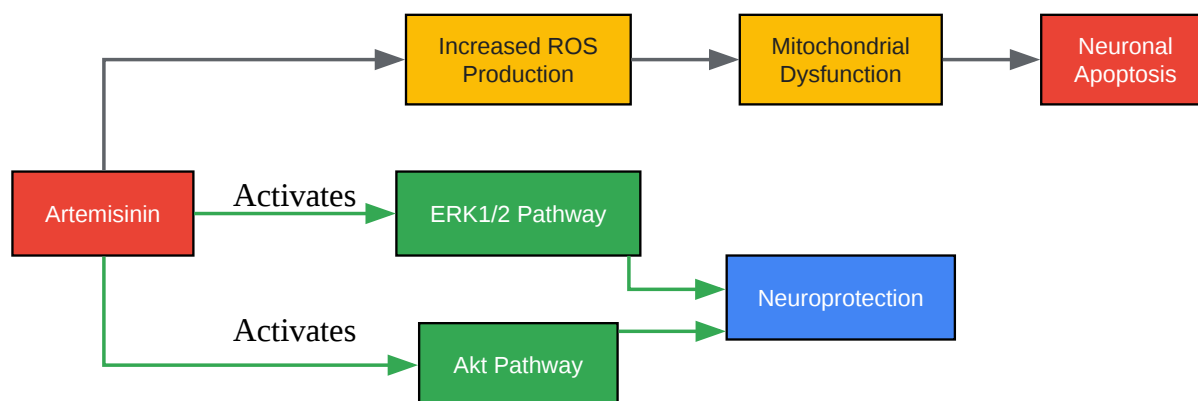 Increased ROS
Production
Mitochondrial
Dysfunction
Neuronal
Apoptosis
Artemisinin
Activates
ERK1/2 Pathway
Neuroprotection
Activates
Akt Pathway